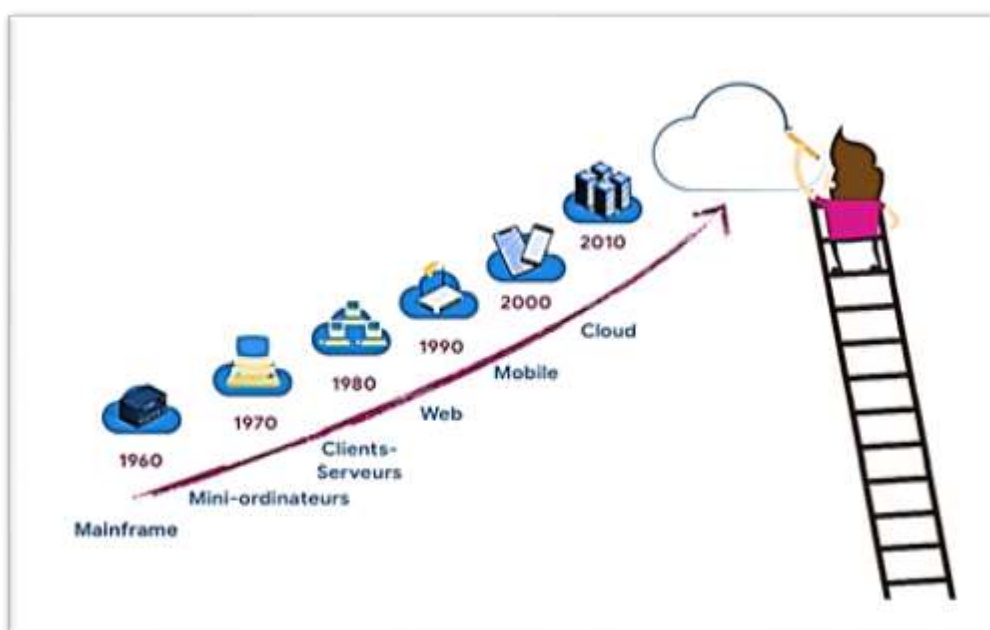 1960
Mainframe
1970
Mini-ordinateurs
1980
Clients-
Serveurs
1990
Web
2000
Mobile
2010
Cloud